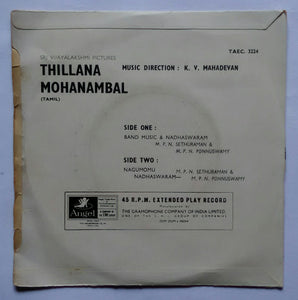 TAEC. 3324
SRI VIJAYALAKSHMI PICTURES
THILLANA MUSIC DIRECTION : K. V. MAHADEVAN
MOHANAMBAL
(TAMIL)
SIDE ONE :
BAND MUSIC & NADHASWARAM
M. P. N. SETHURAMAN &
M. P. N. PONNUSWAMY
SIDE TWO :
NAGUMOMU M. P. N. SETHURAMAN &
NADHASWARAM— M. P. N. PONNUSWAMY
Angel
45 R.P.M. EXTENDED PLAY RECORD
THE GRAMOPHONE COMPANY OF INDIA LIMITED.